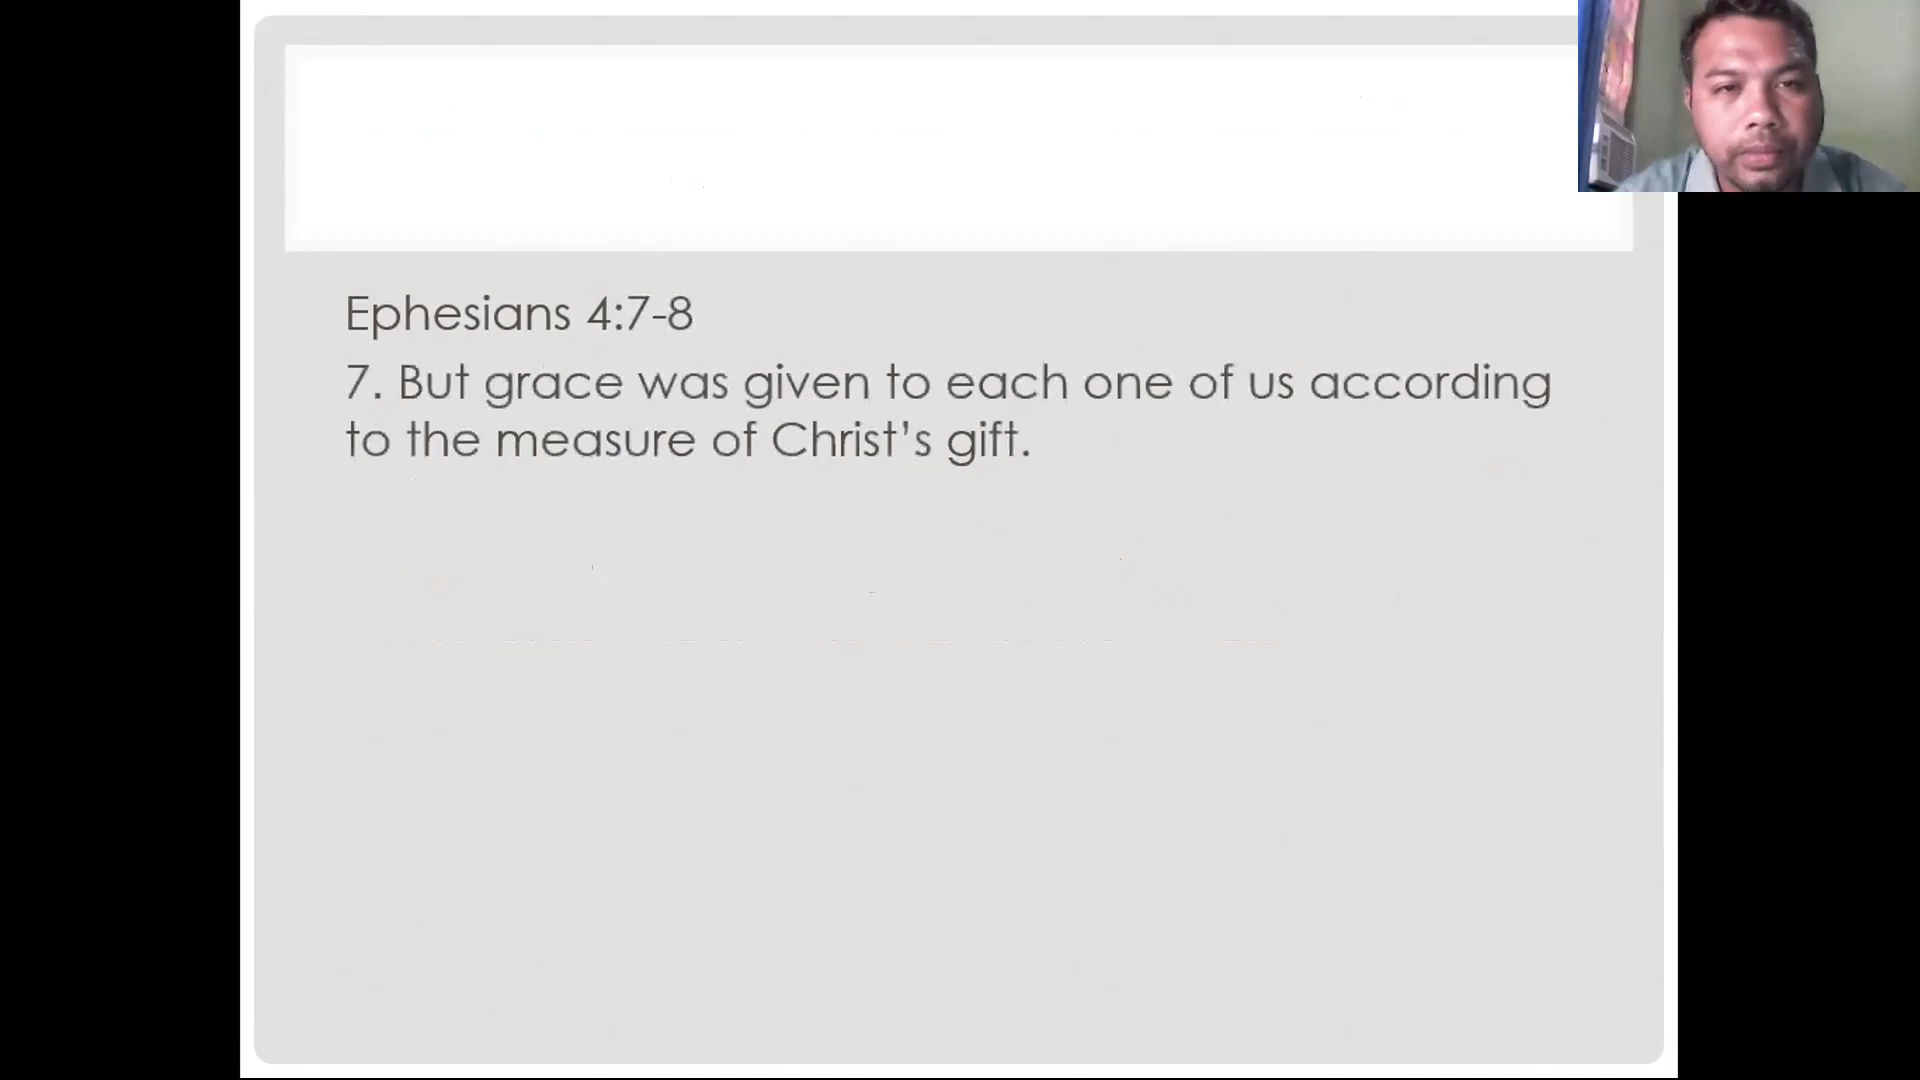 Ephesians 4:7-8
7. But grace was given to each one of us according
to the measure of Christ’s gift.